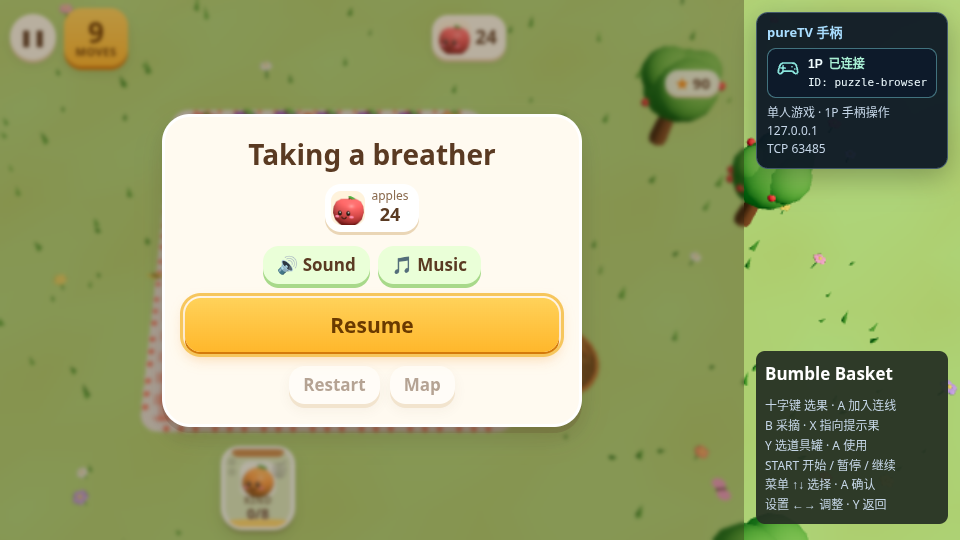 9
MOVES
24
90
Taking a breather
apples
24
🔊 Sound
🎵 Music
Resume
Restart
Map
0/8
pureTV 手柄
1P 已连接
ID: puzzle-browser
单人游戏 · 1P 手柄操作
127.0.0.1
TCP 63485
Bumble Basket
十字键 选果 · A 加入连线
B 采摘 · X 指向提示果
Y 选道具罐 · A 使用
START 开始 / 暂停 / 继续
菜单 ↑↓ 选择 · A 确认
设置 ←→ 调整 · Y 返回